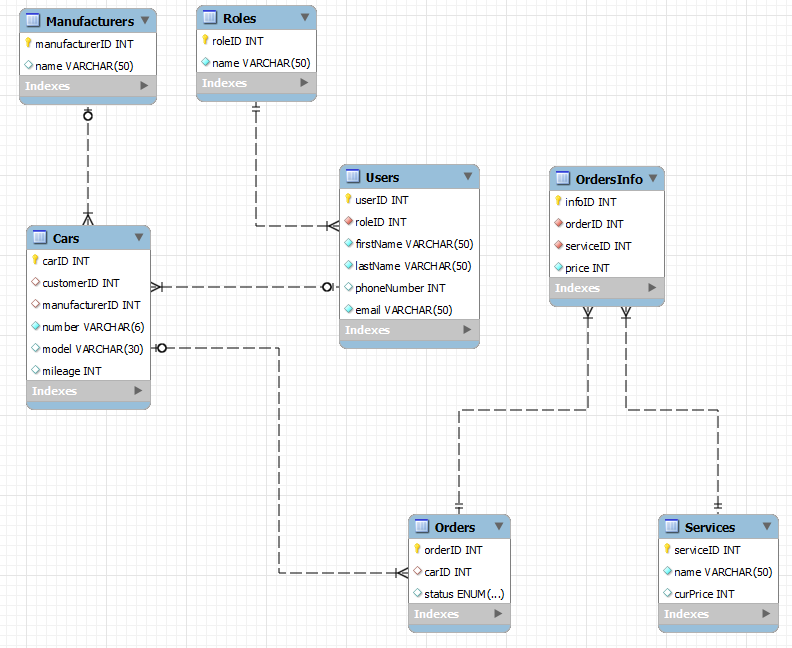 Manufacturers
manufacturerID INT
name VARCHAR(50)
Indexes
Roles
roleID INT
name VARCHAR(50)
Indexes
Users
userID INT
roleID INT
firstName VARCHAR(50)
lastName VARCHAR(50)
phoneNumber INT
email VARCHAR(50)
Indexes
OrdersInfo
infoID INT
orderID INT
serviceID INT
price INT
Indexes
Cars
carID INT
customerID INT
manufacturerID INT
number VARCHAR(6)
model VARCHAR(30)
mileage INT
Indexes
Orders
orderID INT
carID INT
status ENUM(...)
Indexes
Services
serviceID INT
name VARCHAR(50)
curPrice INT
Indexes